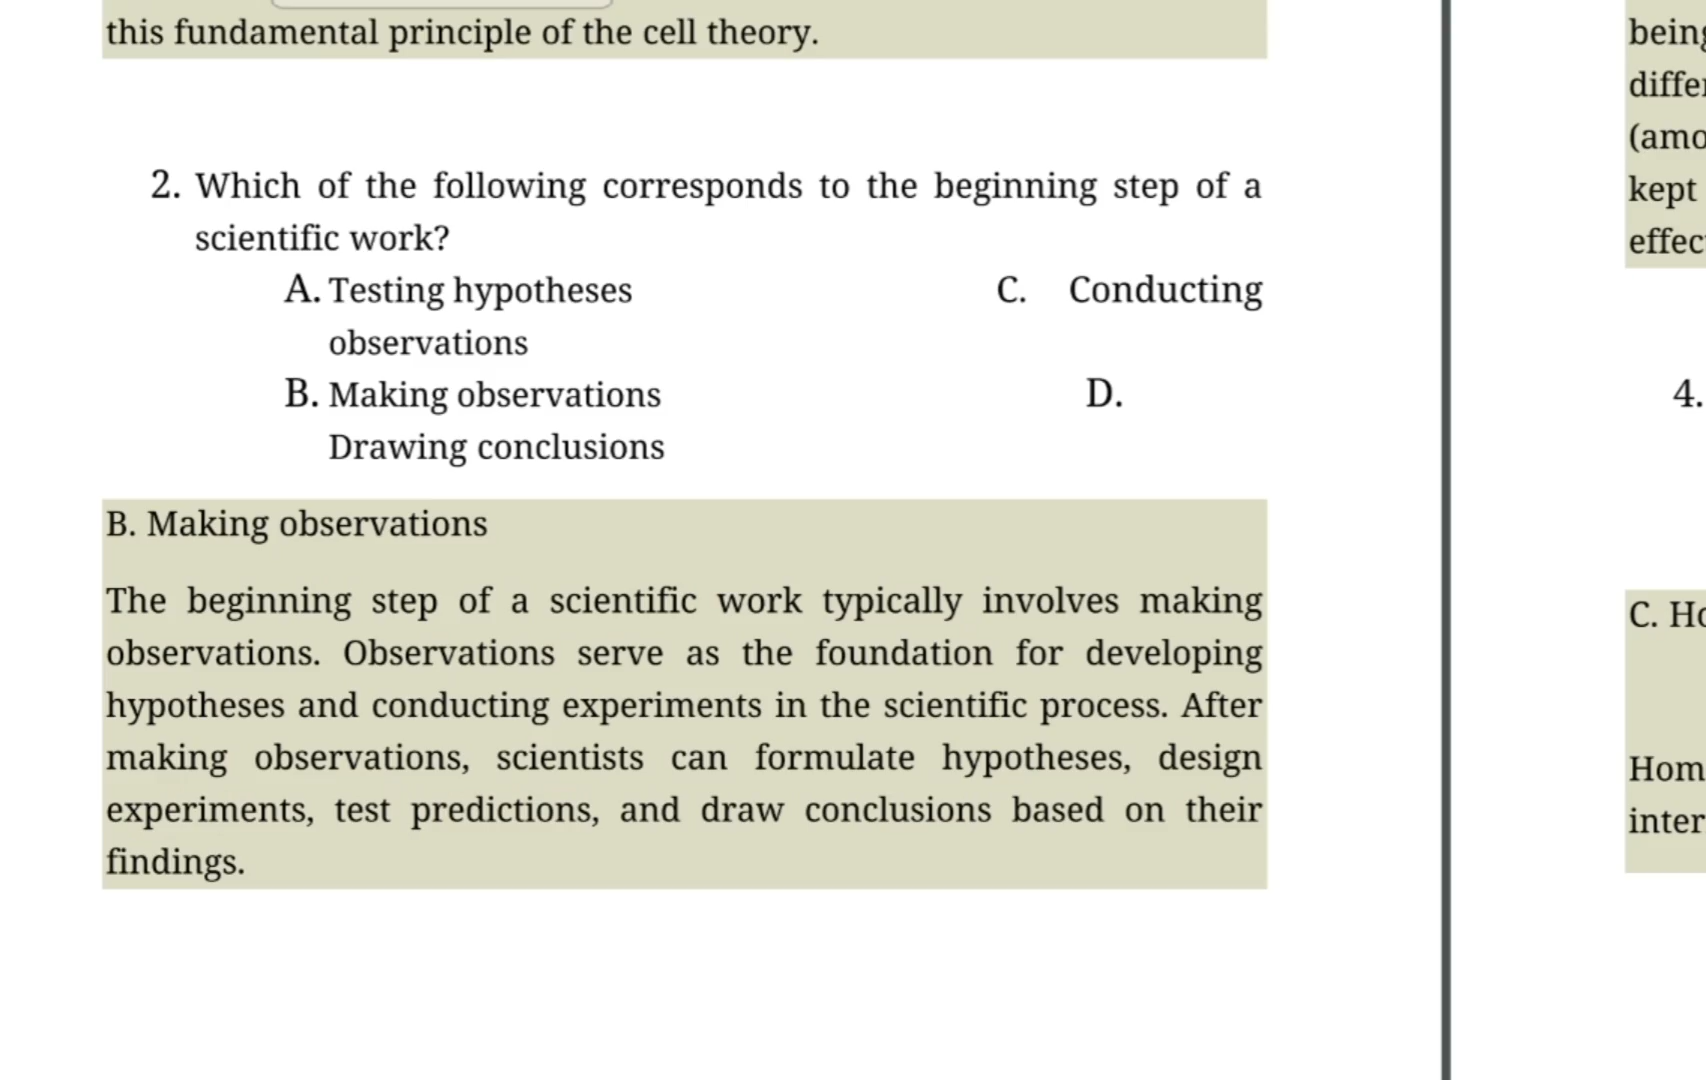 this fundamental principle of the cell theory.
2. Which of the following corresponds to the beginning step of a
scientific work?
A. Testing hypotheses C. Conducting
observations
B. Making observations D.
Drawing conclusions
B. Making observations
The beginning step of a scientific work typically involves making
observations. Observations serve as the foundation for developing
hypotheses and conducting experiments in the scientific process. After
making observations, scientists can formulate hypotheses, design
experiments, test predictions, and draw conclusions based on their
findings.
kept
4.
C.